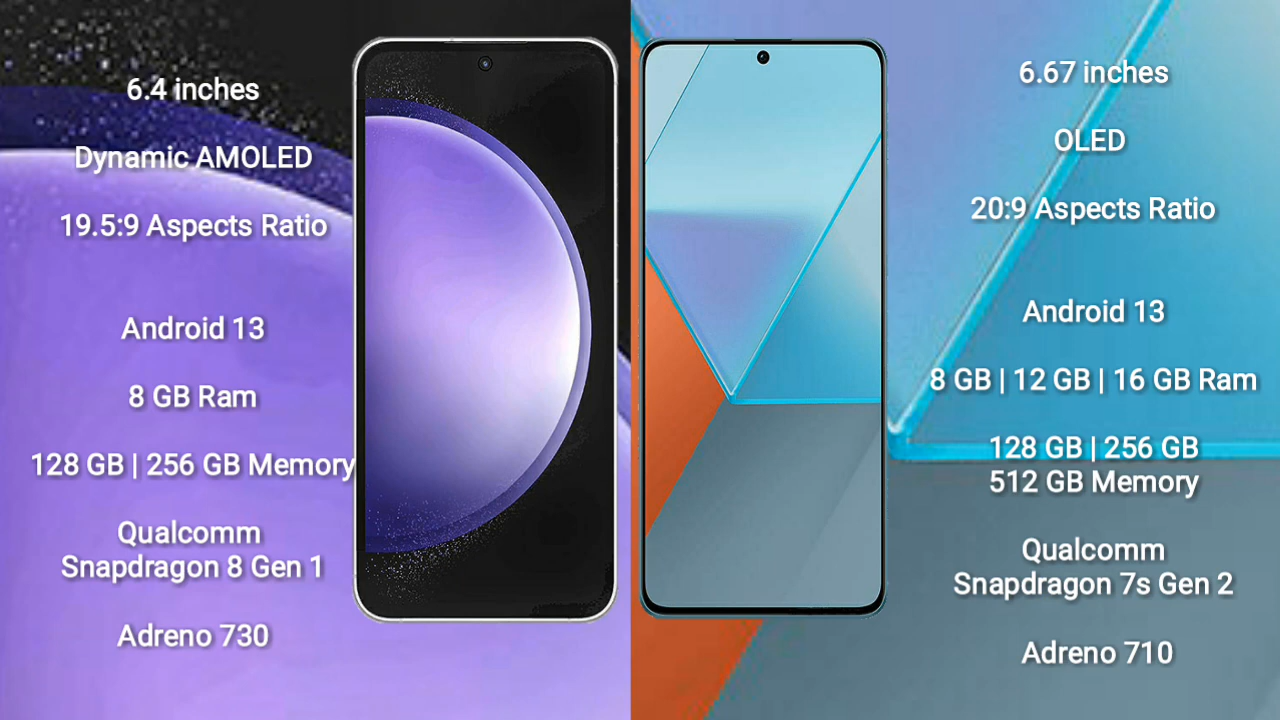 6.4 inches
Dynamic AMOLED
19.5:9 Aspects Ratio
Android 13
8 GB Ram
128 GB | 256 GB Memory
Qualcomm
Snapdragon 8 Gen 1
Adreno 730
6.67 inches
OLED
20:9 Aspects Ratio
Android 13
8 GB | 12 GB | 16 GB Ram
128 GB | 256 GB
512 GB Memory
Qualcomm
Snapdragon 7s Gen 2
Adreno 710